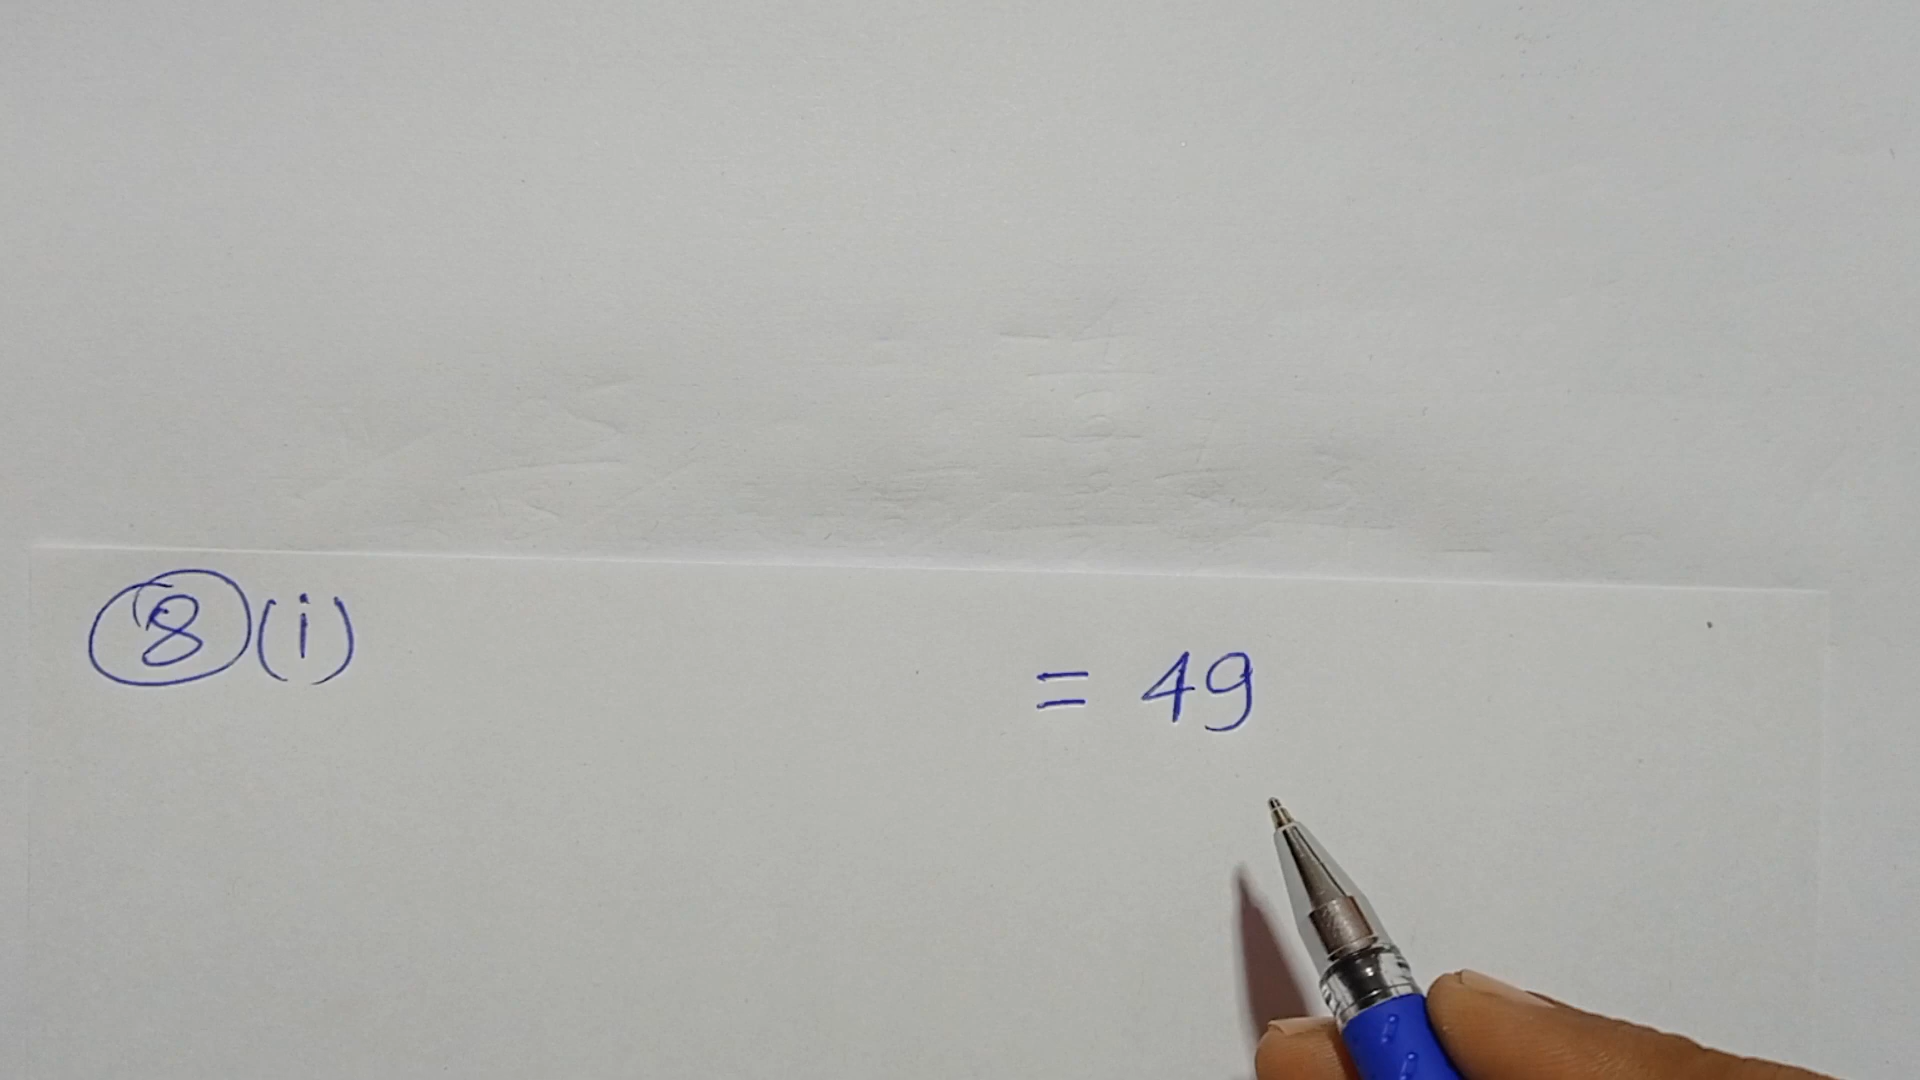 8 (i) = 49